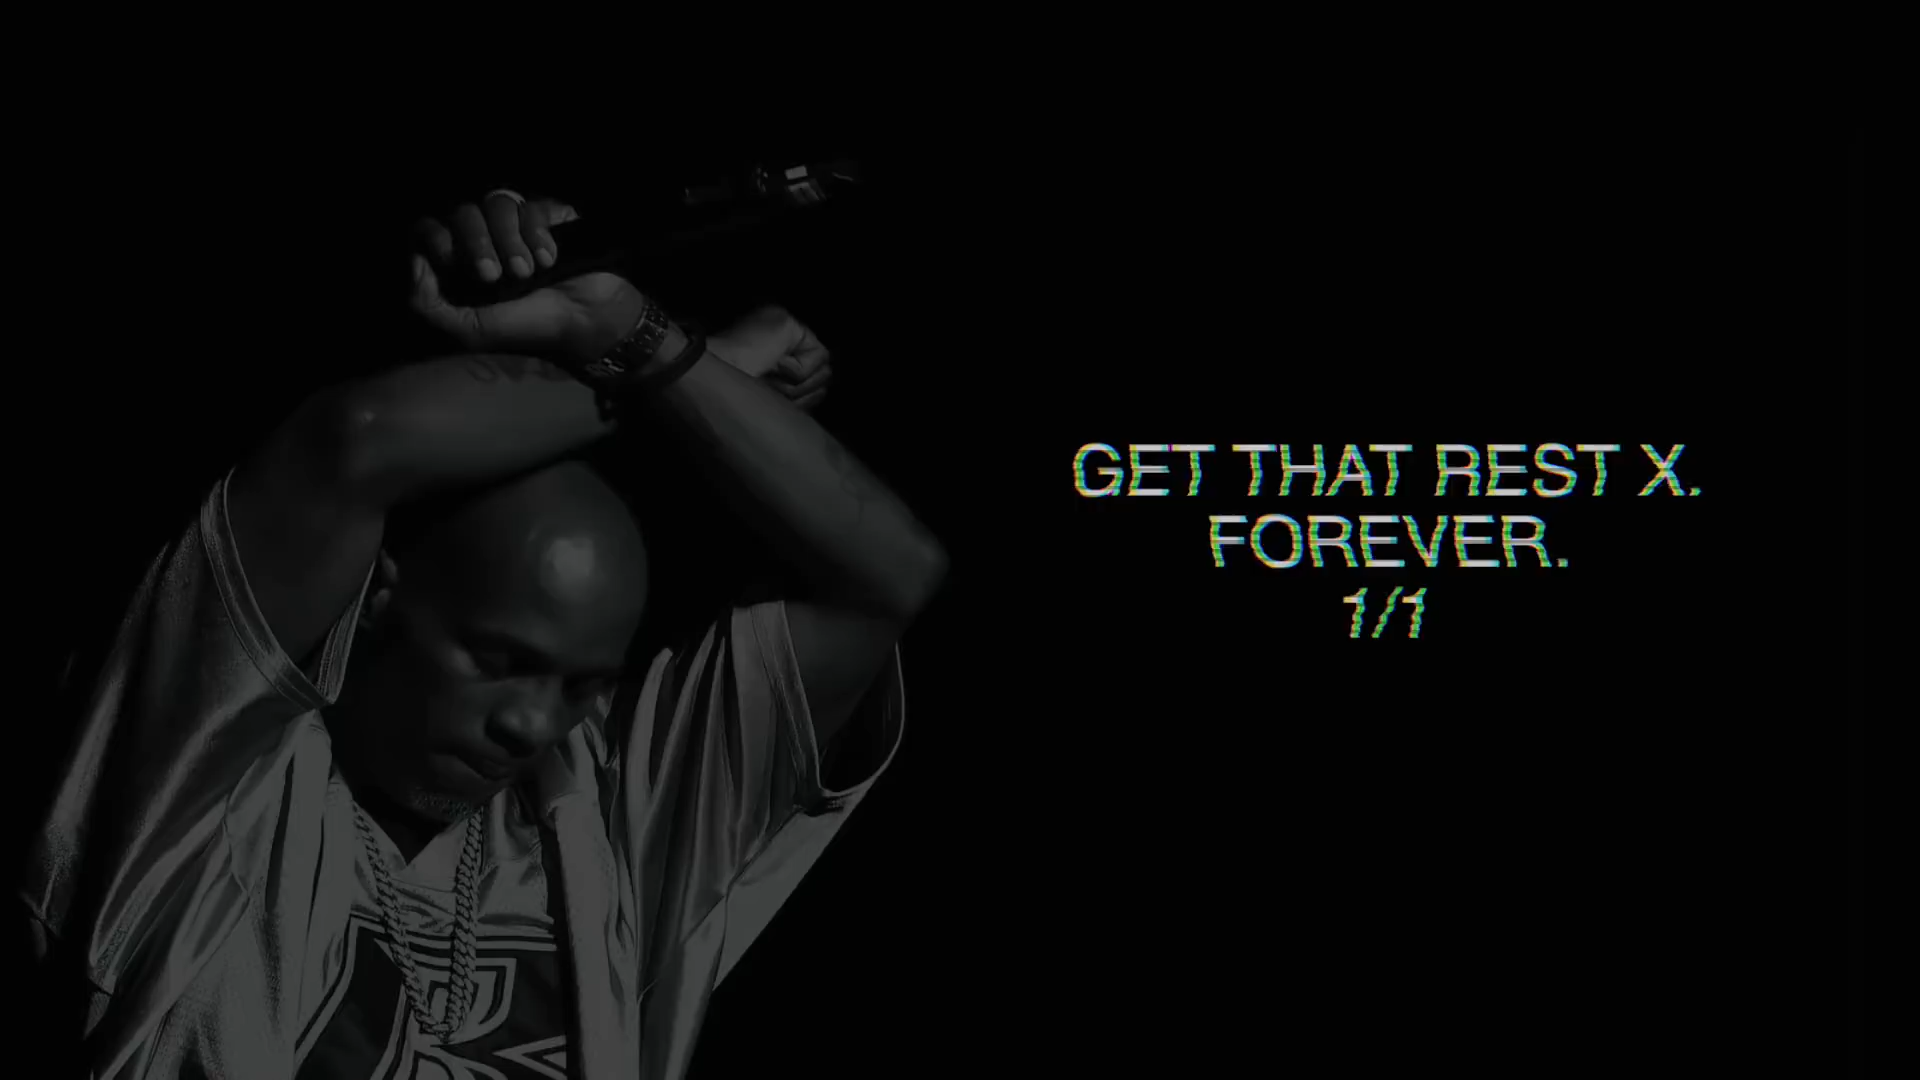 GET THAT REST X.
FOREVER.
1/1